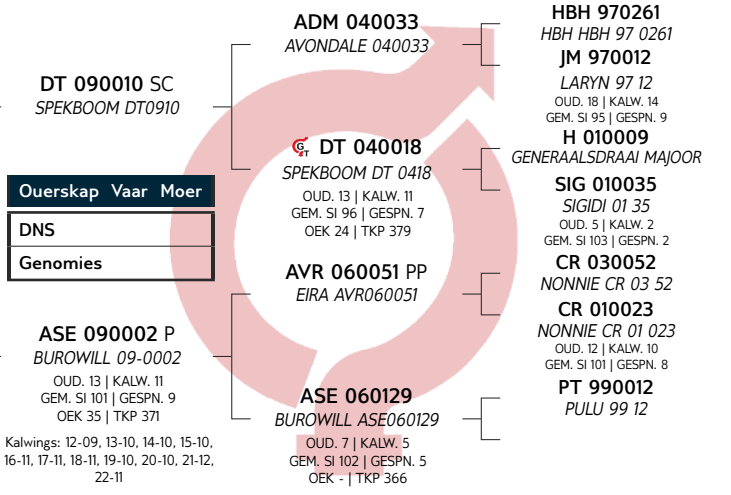 DT 090010 SC
SPEKBOOM DT0910
Ouerskap Vaar Moer
DNS
Genomies
ASE 090002 P
BUROWILL 09-0002
OUD. 13 | KALW. 11
GEM. SI 101 | GESPN. 9
OEK 35 | TKP 371
Kalwings: 12-09, 13-10, 14-10, 15-10,
16-11, 17-11, 18-11, 19-10, 20-10, 21-12,
22-11
ADM 040033
AVONDALE 040033
GT DT 040018
SPEKBOOM DT 0418
OUD. 13 | KALW. 11
GEM. SI 96 | GESPN. 7
OEK 24 | TKP 379
AVR 060051 PP
EIRA AVR060051
ASE 060129
BUROWILL ASE060129
OUD. 7 | KALW. 5
GEM. SI 102 | GESPN. 5
OEK - | TKP 366
HBH 970261
HBH HBH 97 0261
JM 970012
LARYN 97 12
OUD. 18 | KALW. 14
GEM. SI 95 | GESPN. 9
H 010009
GENERAALSDRAAI MAJOOR
SIG 010035
SIGIDI 01 35
OUD. 5 | KALW. 2
GEM. SI 103 | GESPN. 2
CR 030052
NONNIE CR 03 52
CR 010023
NONNIE CR 01 023
OUD. 12 | KALW. 10
GEM. SI 101 | GESPN. 8
PT 990012
PULU 99 12